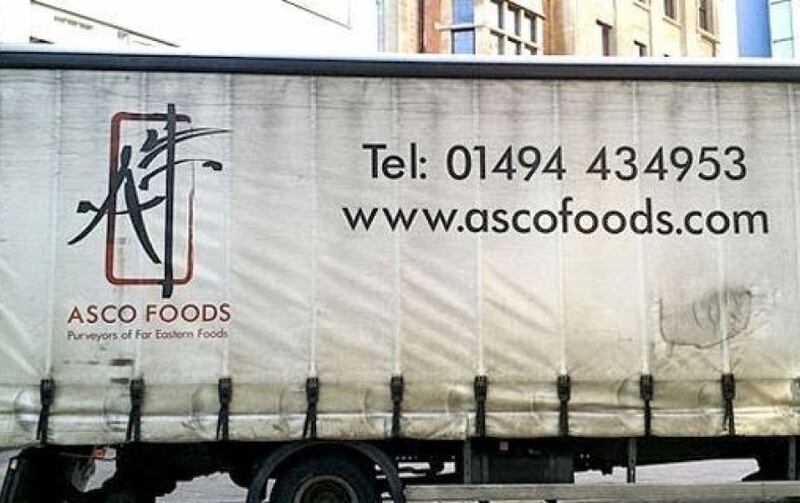 ASCO FOODS
Purveyors of Far Eastern Foods
Tel: 01494 434953
www.ascofoods.com